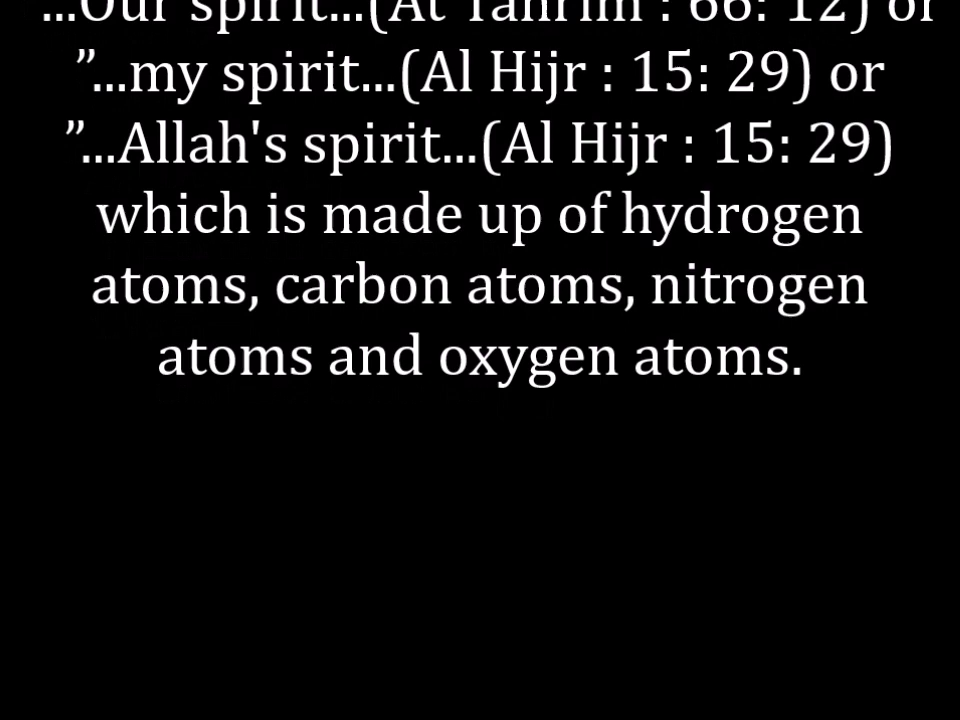 ...Our spirit...(At Tahrim : 66: 12) or
”...my spirit...(Al Hijr : 15: 29) or
”...Allah's spirit...(Al Hijr : 15: 29)
which is made up of hydrogen
atoms, carbon atoms, nitrogen
atoms and oxygen atoms.